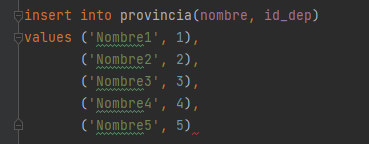 insert into provincia(nombre, id_dep)
values ('Nombre1', 1),
('Nombre2', 2),
('Nombre3', 3),
('Nombre4', 4),
('Nombre5', 5)